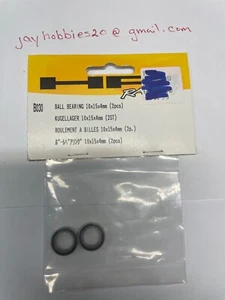 jayhobbies20@gmail.com
B030 BALL BEARING 10x15x4mm (2pcs)
KUGELLAGER 10x15x4mm (2ST)
ROULEMENT A BILLES 10x15x4mm (2p.)
10x15x4mm (2pcs)